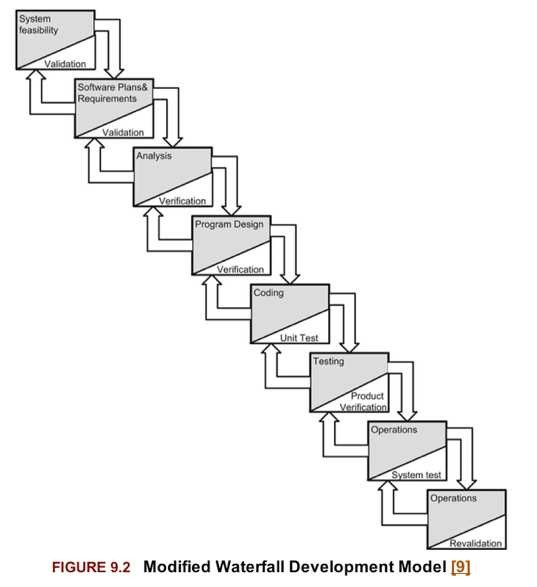 System
feasibility
Validation
Software Plans&
Requirements
Validation
Analysis
Verification
Program Design
Verification
Coding
Unit Test
Testing
Product
Verification
Operations
System test
Operations
Revalidation
FIGURE 9.2 Modified Waterfall Development Model [9]